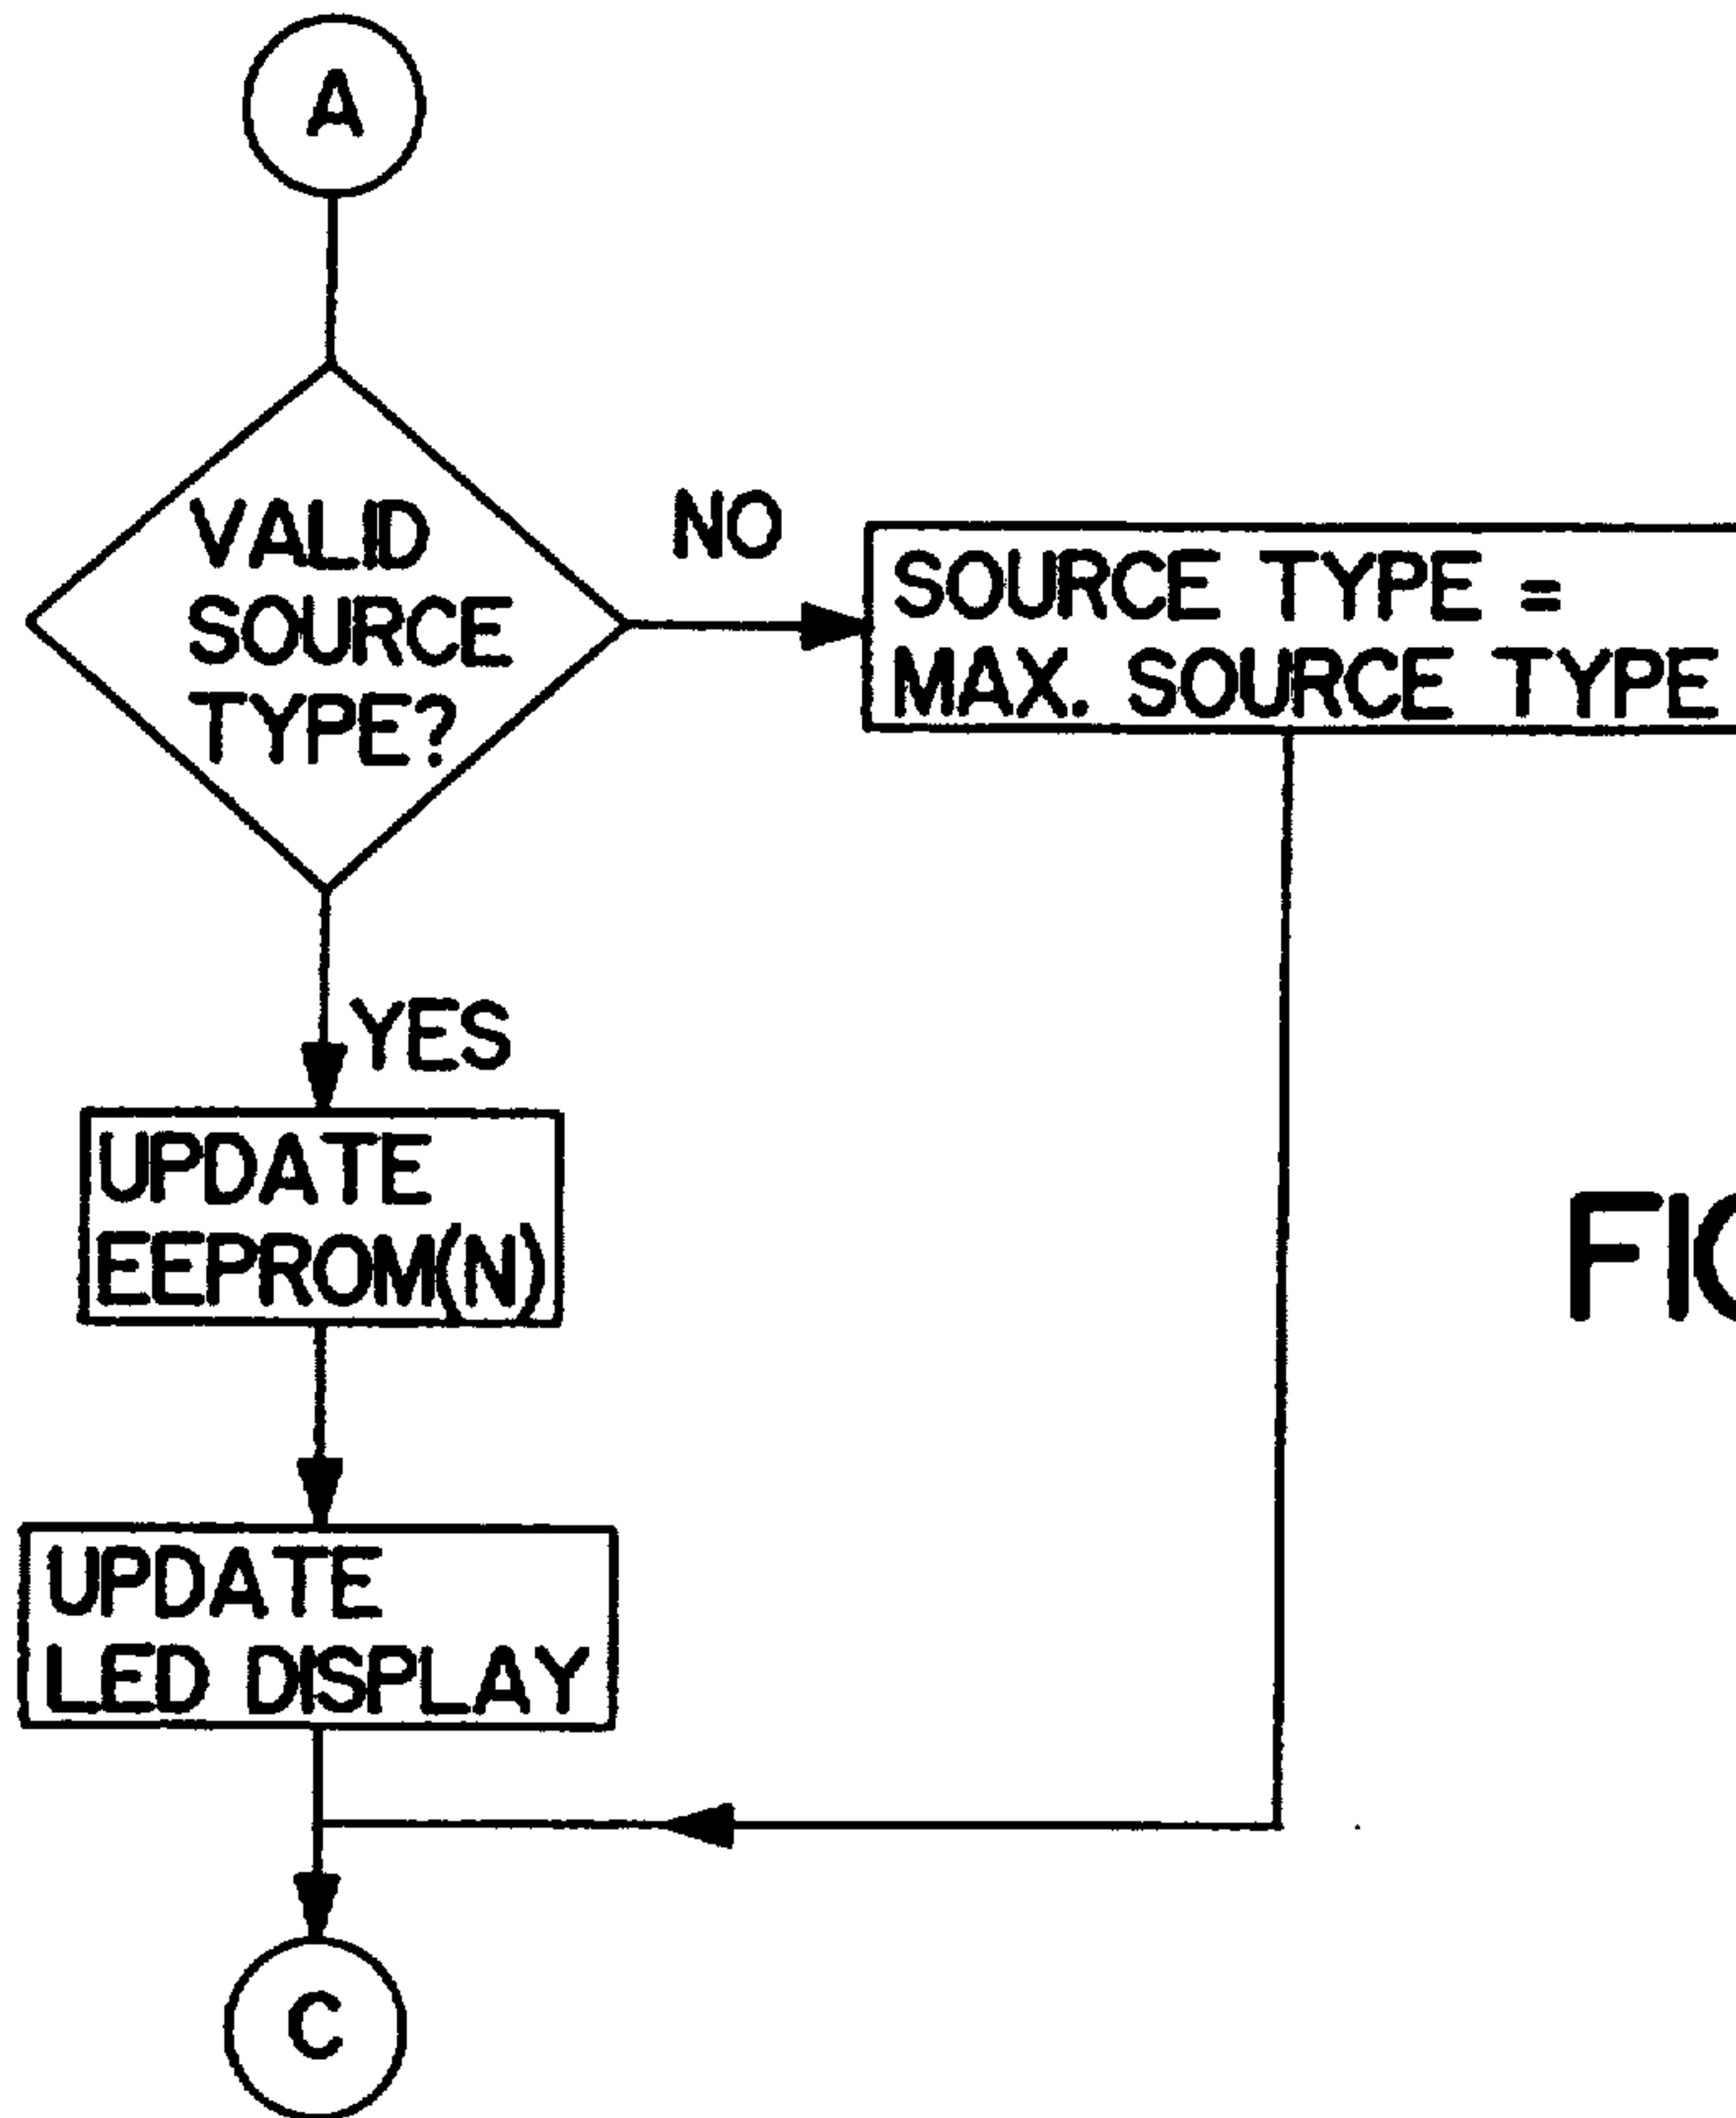 A
VALID
SOURCE
TYPE?
NO
SOURCE TYPE =
MAX. SOURCE TYPE
YES
UPDATE
EEPROM(N)
UPDATE
LED DISPLAY
C